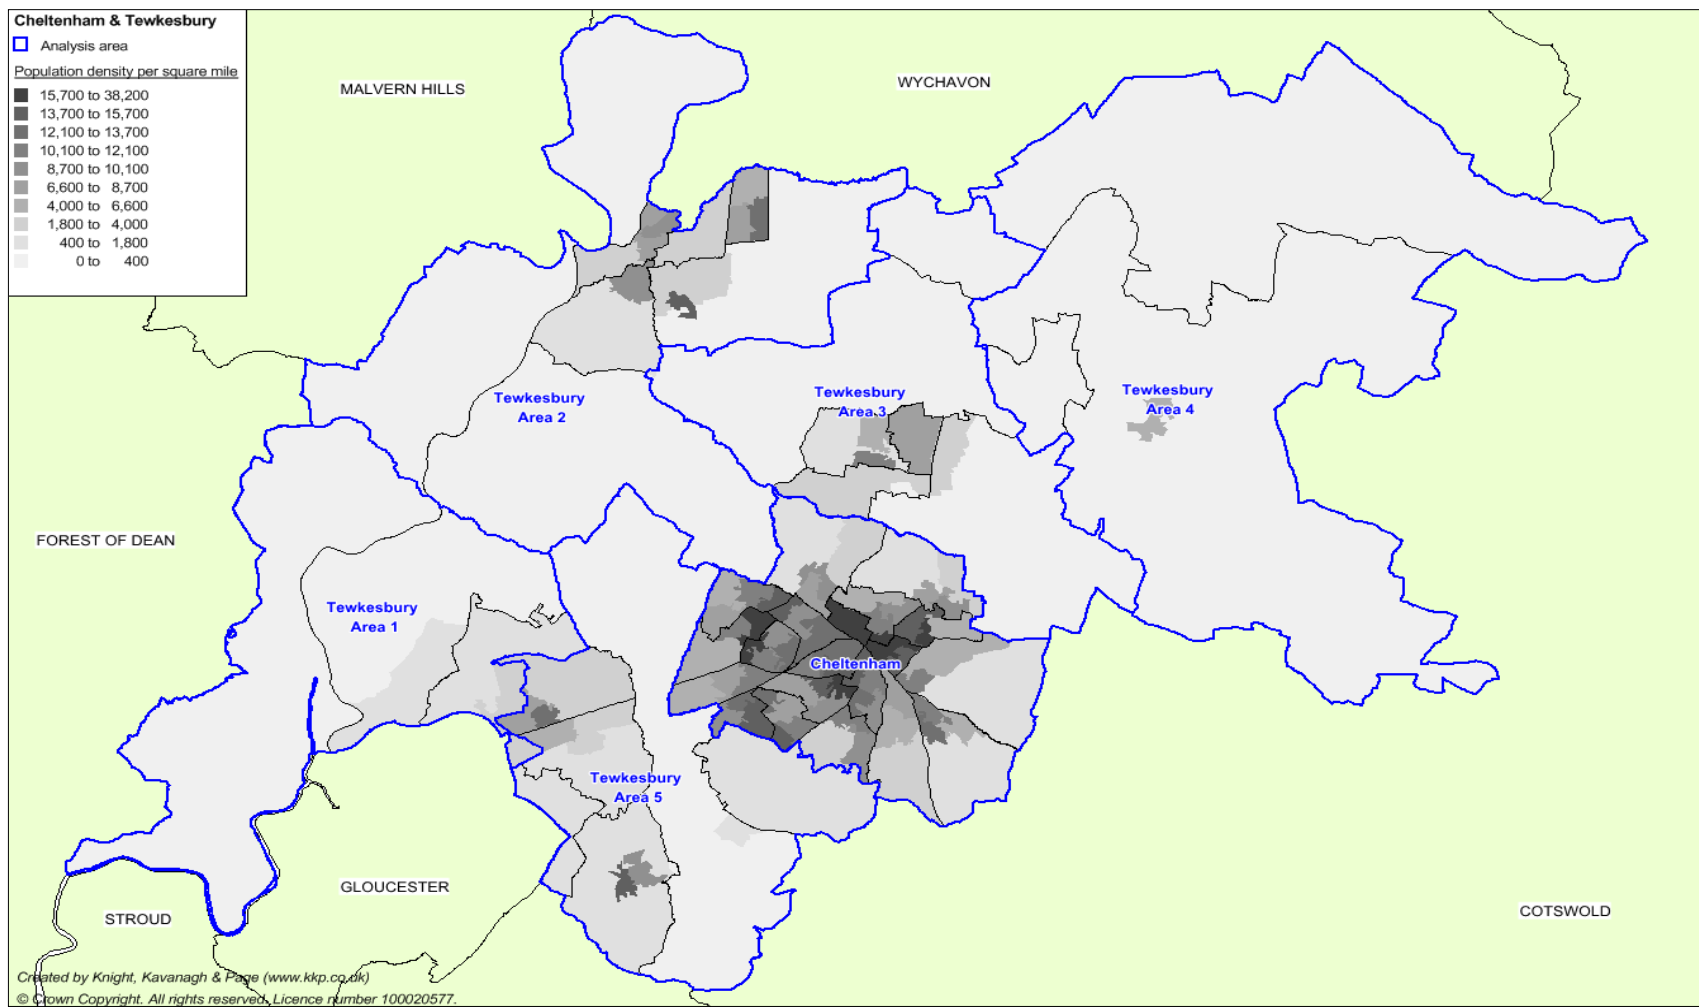 Cheltenham & Tewkesbury
Analysis area
Population density per square mile
15,700 to 38,200
13,700 to 15,700
12,100 to 13,700
10,100 to 12,100
8,700 to 10,100
6,600 to 8,700
4,000 to 6,600
1,800 to 4,000
400 to 1,800
0 to 400
MALVERN HILLS
WYCHAVON
Tewkesbury
Area 2
Tewkesbury
Area 3
Tewkesbury
Area 4
FOREST OF DEAN
Tewkesbury
Area 1
Cheltenham
Tewkesbury
Area 5
GLOUCESTER
STROUD
COTSWOLD
Created by Knight, Kavanagh & Page (www.kkp.co.uk)
© Crown Copyright. All rights reserved. Licence number 100020577.